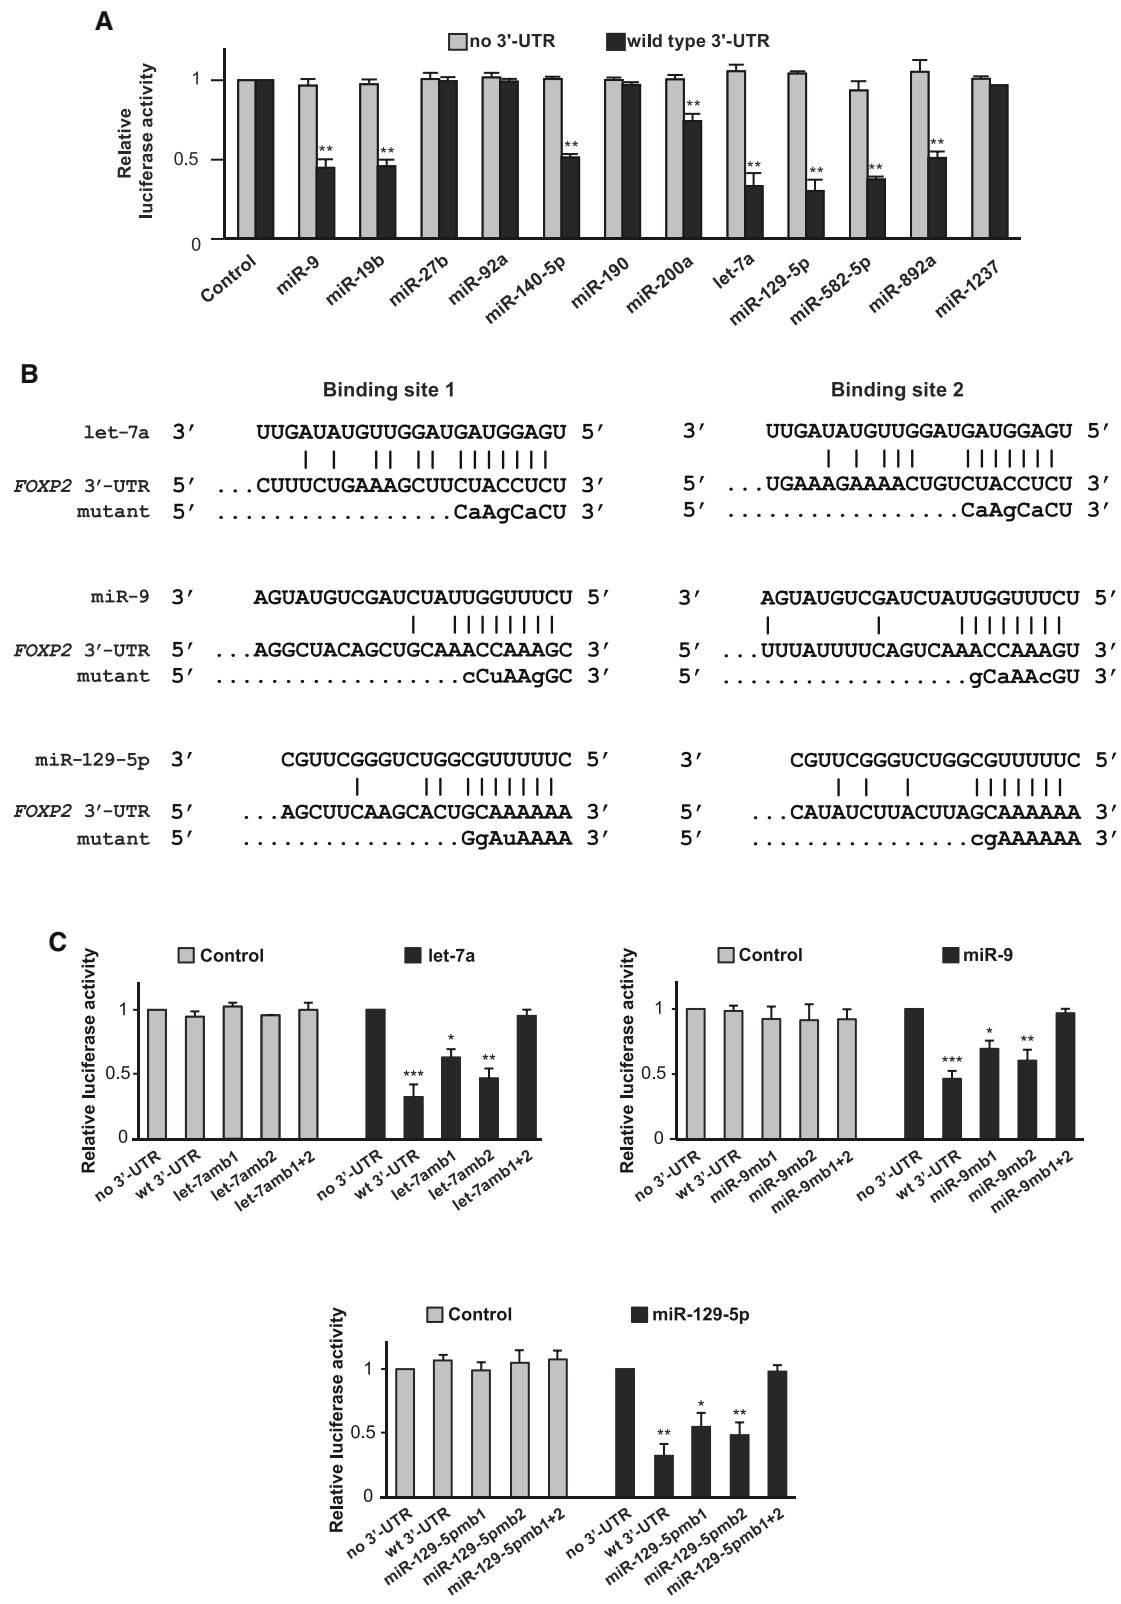 A
no 3'-UTR wild type 3'-UTR
Relative luciferase activity
1
0.5
0
Control miR-9 miR-19b miR-27b miR-92a miR-140-5p miR-190 miR-200a let-7a miR-129-5p miR-582-5p miR-892a miR-1237
** ** ** ** ** ** ** **
B
Binding site 1 Binding site 2
let-7a 3′ UUGAUAUGUUGGAUGAUGGAGU 5′ 3′ UUGAUAUGUUGGAUGAUGGAGU 5′
FOXP2 3′-UTR 5′ ...CUUUCUGAAAGCUUCUACCUCU 3′ 5′ ...UGAAAGAAAACUGUCUACCUCU 3′
mutant 5′ .................CaAgCaCU 3′ 5′ .................CaAgCaCU 3′
miR-9 3′ AGUAUGUCGAUCUAUUGGUUUCU 5′ 3′ AGUAUGUCGAUCUAUUGGUUUCU 5′
FOXP2 3′-UTR 5′ ...AGGCUACAGCUGCAAACCAAAGC 3′ 5′ ...UUUAUUUUCAGUCAAACCAAAGU 3′
mutant 5′ ..................cCuAAgGC 3′ 5′ ..................gCaAAcGU 3′
miR-129-5p 3′ CGUUCGGGUCUGGCGUUUUUUC 5′ 3′ CGUUCGGGUCUGGCGUUUUUUC 5′
FOXP2 3′-UTR 5′ ...AGCUUCAAGCACUGCAAAAAA 3′ 5′ ...CAUAUCUUACUUAGCAAAAAA 3′
mutant 5′ ................GgAuAAAA 3′ 5′ ................cgAAAAAA 3′
C
Control let-7a
Relative luciferase activity
1
0.5
0
*** * **
no 3'-UTR wt 3'-UTR let-7amb1 let-7amb2 let-7amb1+2 no 3'-UTR wt 3'-UTR let-7amb1 let-7amb2 let-7amb1+2
Control miR-9
Relative luciferase activity
1
0.5
0
*** * **
no 3'-UTR wt 3'-UTR miR-9mb1 miR-9mb2 miR-9mb1+2 no 3'-UTR wt 3'-UTR miR-9mb1 miR-9mb2 miR-9mb1+2
Control miR-129-5p
Relative luciferase activity
1
0.5
0
** * **
no 3'-UTR wt 3'-UTR miR-129-5pmb1 miR-129-5pmb2 miR-129-5pmb1+2 no 3'-UTR wt 3'-UTR miR-129-5pmb1 miR-129-5pmb2 miR-129-5pmb1+2